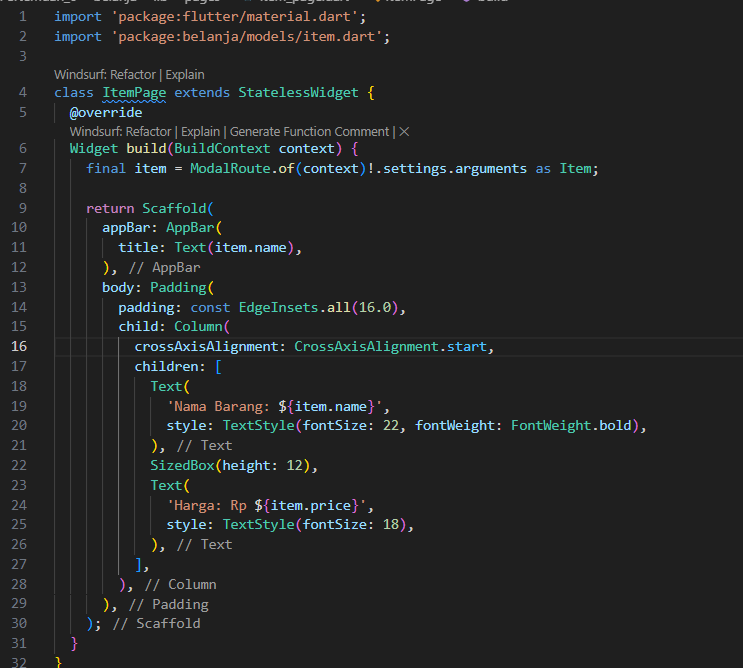 1 import 'package:flutter/material.dart';
2 import 'package:belanja/models/item.dart';
3
Windsurf: Refactor | Explain
4 class ItemPage extends StatelessWidget {
5   @override
Windsurf: Refactor | Explain | Generate Function Comment | ×
6   Widget build(BuildContext context) {
7     final item = ModalRoute.of(context)!.settings.arguments as Item;
8
9     return Scaffold(
10       appBar: AppBar(
11         title: Text(item.name),
12       ), // AppBar
13       body: Padding(
14         padding: const EdgeInsets.all(16.0),
15         child: Column(
16           crossAxisAlignment: CrossAxisAlignment.start,
17           children: [
18             Text(
19               'Nama Barang: ${item.name}',
20               style: TextStyle(fontSize: 22, fontWeight: FontWeight.bold),
21             ), // Text
22             SizedBox(height: 12),
23             Text(
24               'Harga: Rp ${item.price}',
25               style: TextStyle(fontSize: 18),
26             ), // Text
27           ],
28         ), // Column
29       ), // Padding
30     ); // Scaffold
31   }
32 }